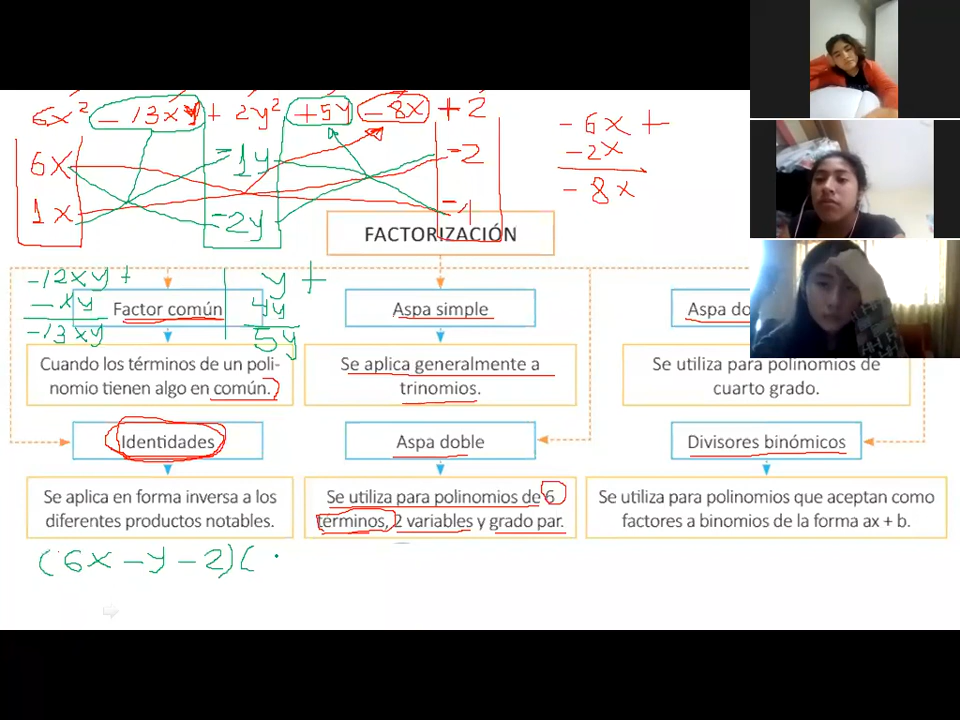 6x² - 13xy + 2y² + 5y - 8x + 2
6x -1y -2
1x -2y -1
-6x +
-2x
-8x
FACTORIZACIÓN
-12xy +
-xy
-13xy
y +
4y
5y
Factor común
Aspa simple
Aspa do
Cuando los términos de un poli-
nomio tienen algo en común.
Se aplica generalmente a
trinomios.
Se utiliza para polinomios de
cuarto grado.
Identidades
Aspa doble
Divisores binómicos
Se aplica en forma inversa a los
diferentes productos notables.
Se utiliza para polinomios de 6
términos, 2 variables y grado par.
Se utiliza para polinomios que aceptan como
factores a binomios de la forma ax + b.
(6x - y - 2)(